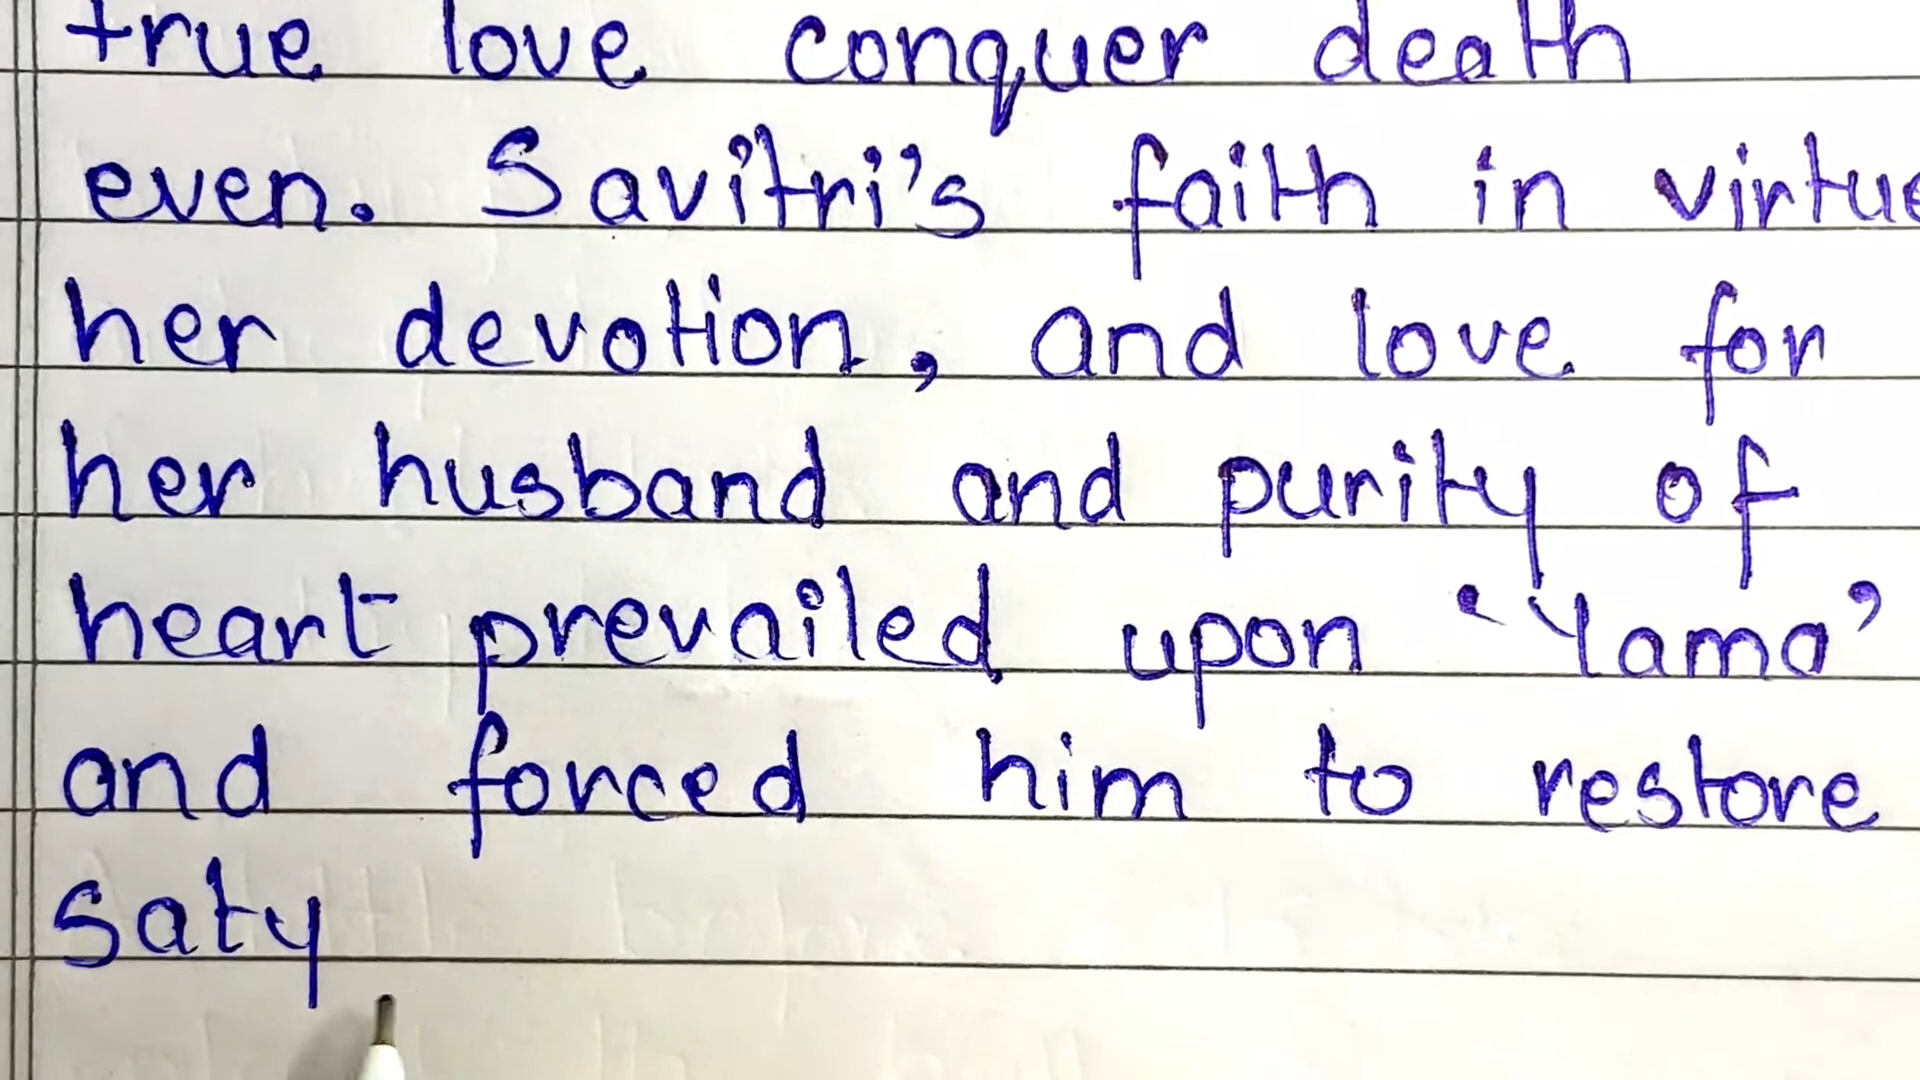 true love conquer death
even. Savitri's faith in virtue
her devotion, and love for
her husband and purity of
heart prevailed upon 'Yama'
and forced him to restore
saty